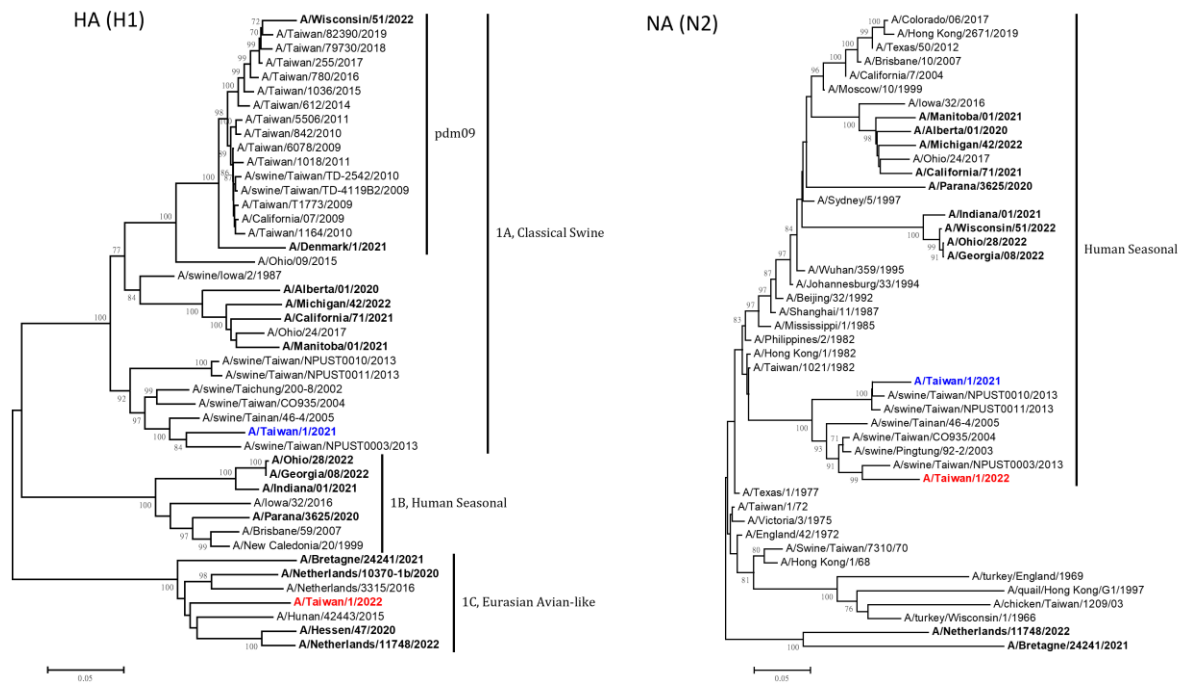 HA (H1)
72
A/Wisconsin/51/2022
70
A/Taiwan/82390/2019
99
A/Taiwan/79730/2018
99
A/Taiwan/255/2017
99
A/Taiwan/780/2016
100
A/Taiwan/1036/2015
A/Taiwan/612/2014
98
A/Taiwan/5506/2011
A/Taiwan/842/2010
A/Taiwan/6078/2009
89
A/Taiwan/1018/2011
86
87
A/swine/Taiwan/TD-2542/2010
A/swine/Taiwan/TD-4119B2/2009
100
A/Taiwan/T1773/2009
A/California/07/2009
A/Taiwan/1164/2010
A/Denmark/1/2021
pdm09
100
A/Ohio/09/2015
77
A/swine/Iowa/2/1987
84
A/Alberta/01/2020
100
A/Michigan/42/2022
100
A/California/71/2021
A/Ohio/24/2017
100
A/Manitoba/01/2021
100
A/swine/Taiwan/NPUST0010/2013
100
A/swine/Taiwan/NPUST0011/2013
92
99
A/swine/Taichung/200-8/2002
A/swine/Taiwan/CO935/2004
97
A/swine/Tainan/46-4/2005
A/Taiwan/1/2021
84
A/swine/Taiwan/NPUST0003/2013
1A, Classical Swine
A/Ohio/28/2022
100
A/Georgia/08/2022
100
A/Indiana/01/2021
100
A/Iowa/32/2016
A/Parana/3625/2020
97
A/Brisbane/59/2007
99
A/New Caledonia/20/1999
1B, Human Seasonal
A/Bretagne/24241/2021
100
98
A/Netherlands/10370-1b/2020
A/Netherlands/3315/2016
A/Taiwan/1/2022
A/Hunan/42443/2015
A/Hessen/47/2020
100
A/Netherlands/11748/2022
1C, Eurasian Avian-like
0.05
NA (N2)
100
A/Colorado/06/2017
A/Hong Kong/2671/2019
100
A/Texas/50/2012
100
A/Brisbane/10/2007
96
A/California/7/2004
A/Moscow/10/1999
A/Iowa/32/2016
100
A/Manitoba/01/2021
A/Alberta/01/2020
98
A/Michigan/42/2022
A/Ohio/24/2017
A/California/71/2021
A/Parana/3625/2020
A/Sydney/5/1997
A/Indiana/01/2021
100
A/Wisconsin/51/2022
99
A/Ohio/28/2022
91
A/Georgia/08/2022
84
A/Wuhan/359/1995
87
A/Johannesburg/33/1994
97
A/Beijing/32/1992
97
A/Shanghai/11/1987
97
A/Mississippi/1/1985
83
A/Philippines/2/1982
A/Hong Kong/1/1982
A/Taiwan/1021/1982
A/Taiwan/1/2021
100
A/swine/Taiwan/NPUST0010/2013
A/swine/Taiwan/NPUST0011/2013
100
A/swine/Tainan/46-4/2005
93
71
A/swine/Taiwan/CO935/2004
A/swine/Pingtung/92-2/2003
91
A/swine/Taiwan/NPUST0003/2013
99
A/Taiwan/1/2022
Human Seasonal
A/Texas/1/1977
A/Taiwan/1/72
A/Victoria/3/1975
A/England/42/1972
80
A/Swine/Taiwan/7310/70
A/Hong Kong/1/68
81
A/turkey/England/1969
100
A/quail/Hong Kong/G1/1997
76
A/chicken/Taiwan/1209/03
A/turkey/Wisconsin/1/1966
A/Netherlands/11748/2022
100
A/Bretagne/24241/2021
0.05